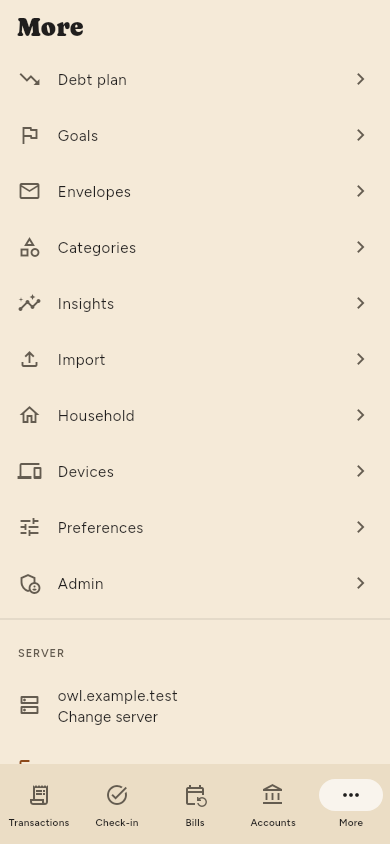 More
Debt plan
Goals
Envelopes
Categories
Insights
Import
Household
Devices
Preferences
Admin
SERVER
owl.example.test
Change server
Transactions
Check-in
Bills
Accounts
More